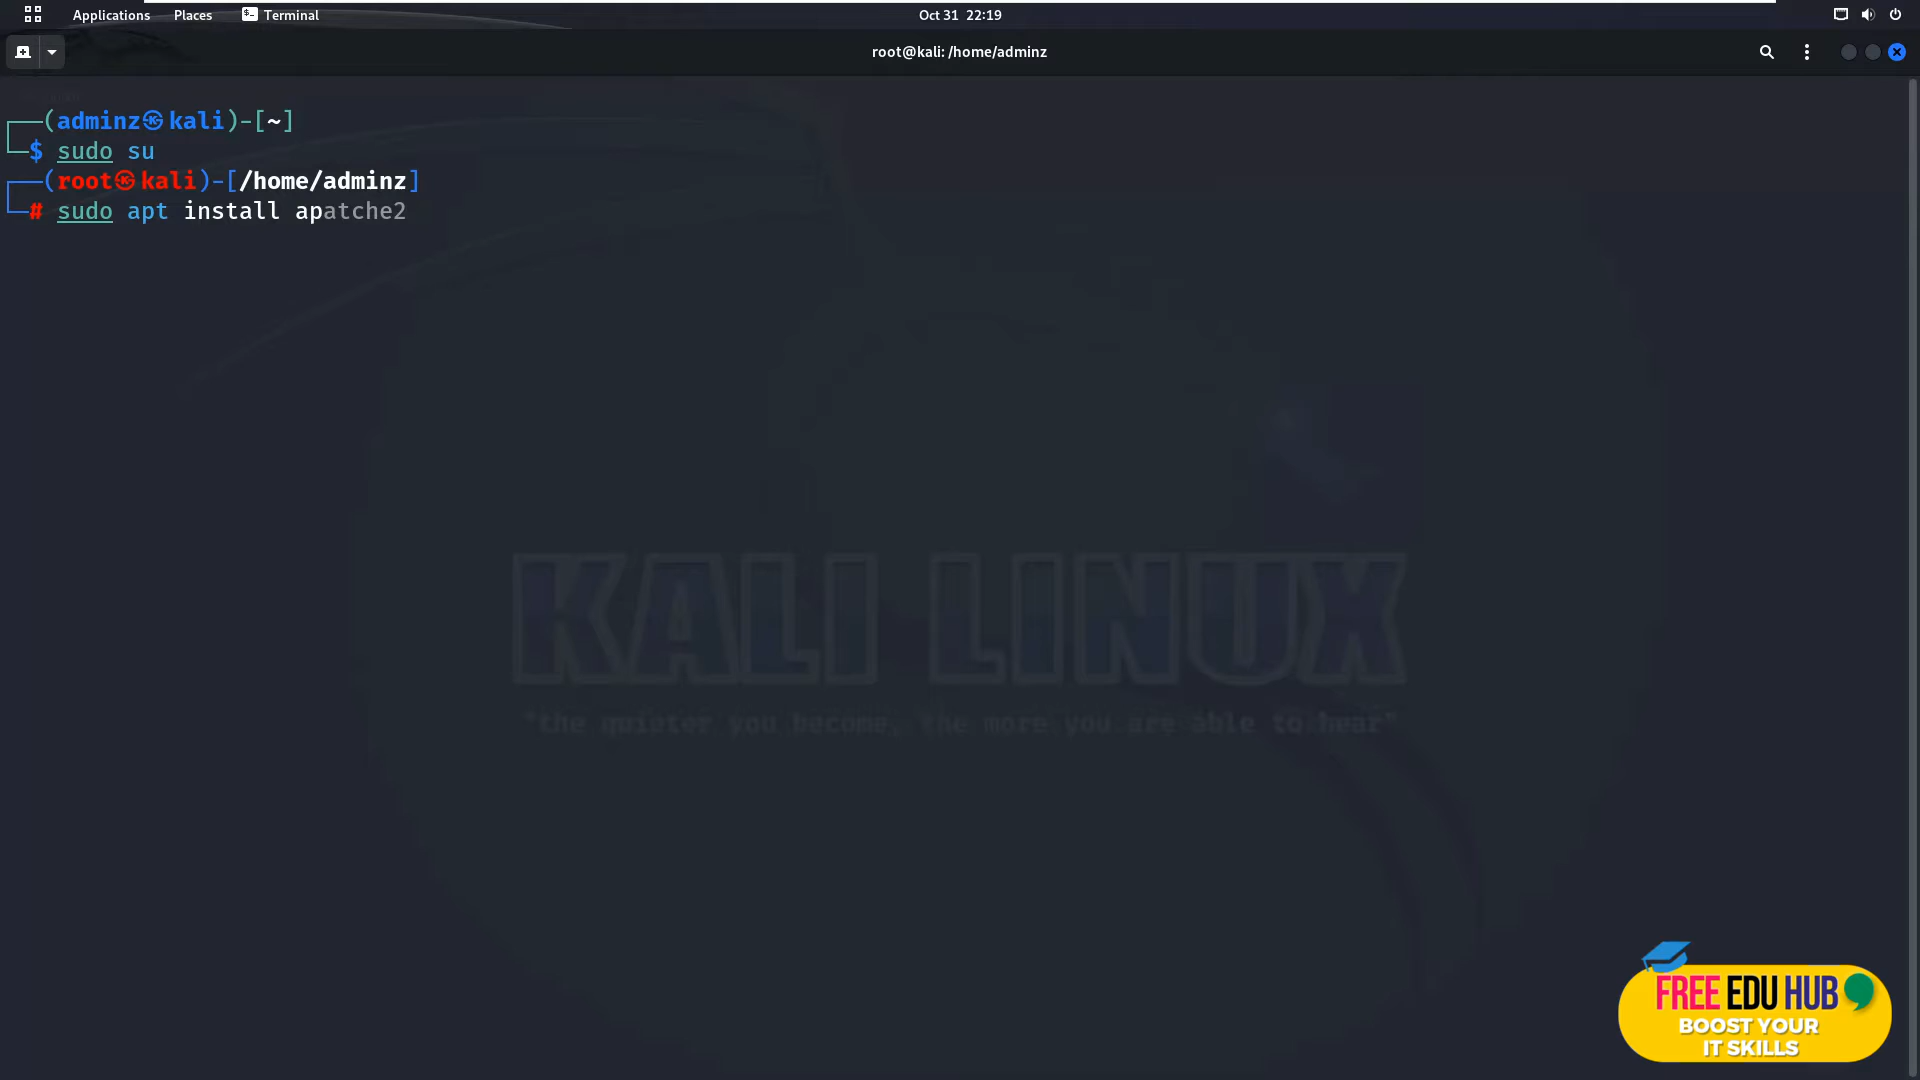 Applications Places Terminal Oct 31 22:19
root@kali: /home/adminz
(adminz㉿kali)-[~]
$ sudo su
(root㉿kali)-[/home/adminz]
# sudo apt install apatche2
KALI LINUX
"the quieter you become, the more you are able to hear"
FREE EDU HUB
BOOST YOUR
IT SKILLS